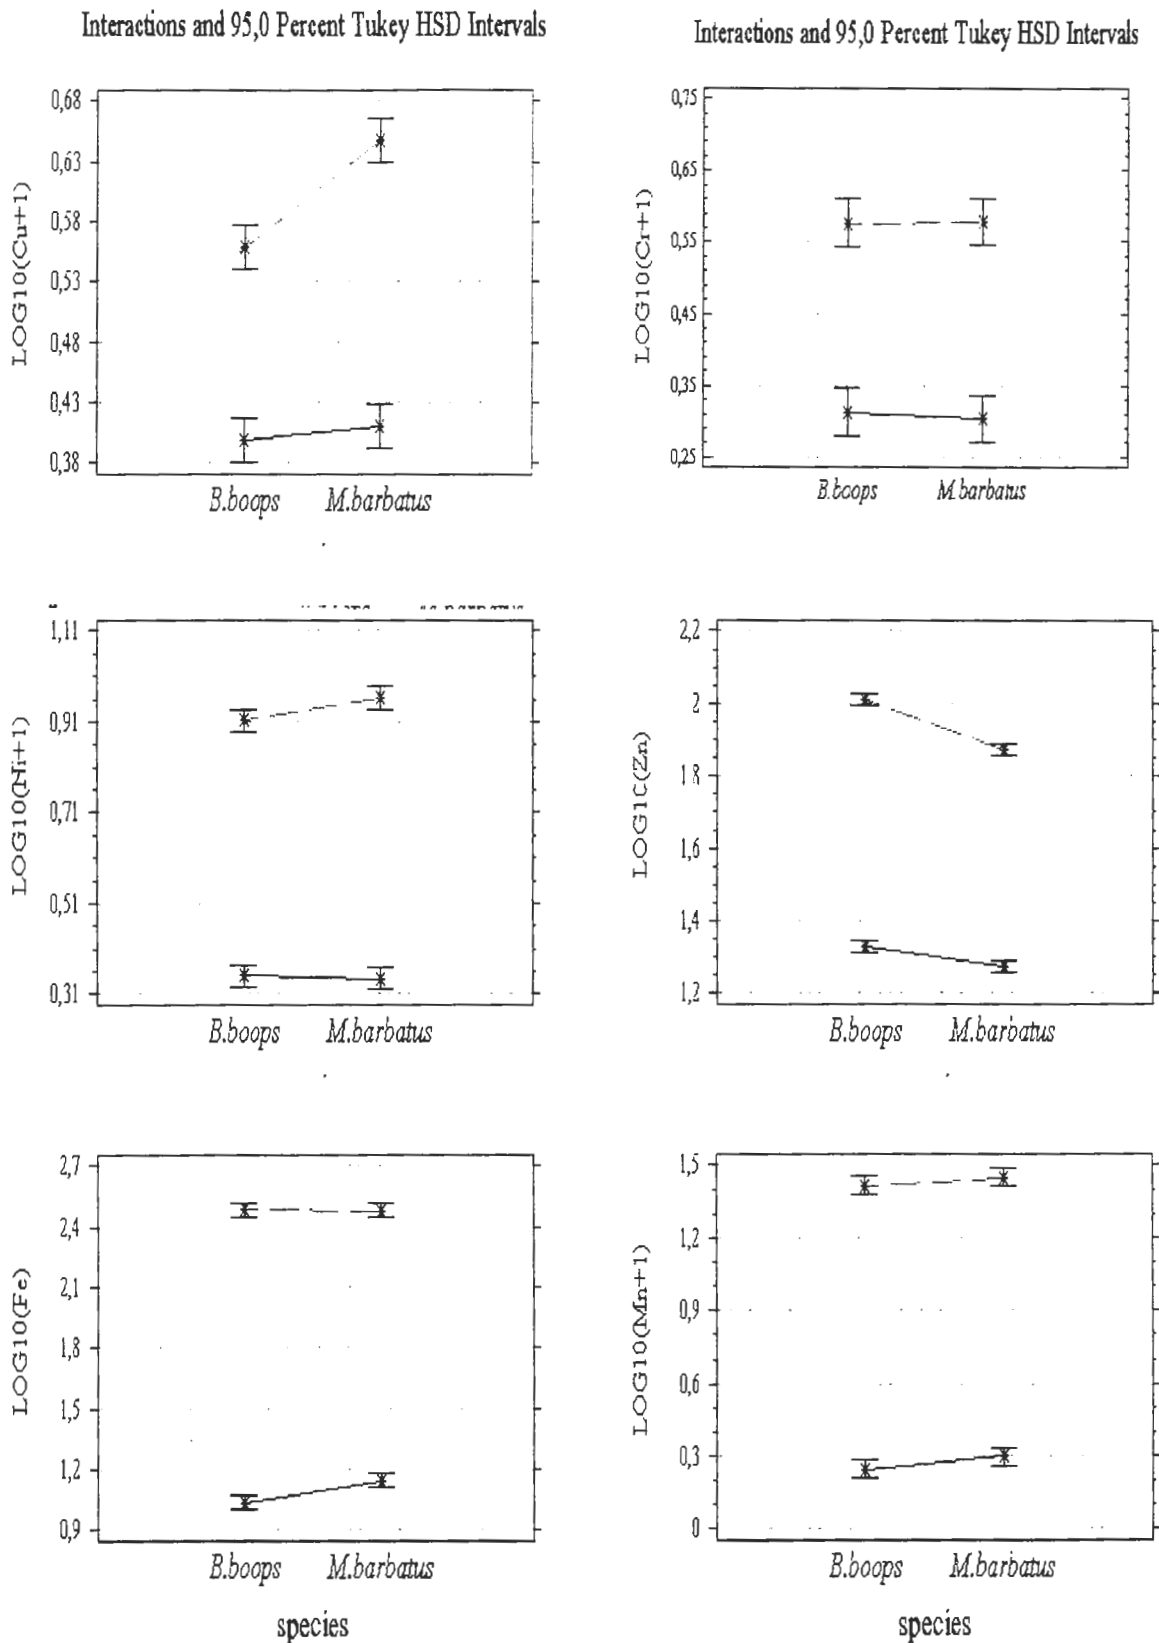 Interactions and 95,0 Percent Tukey HSD Intervals
LOG10(Cu+1)
0,68
0,63
0,58
0,53
0,48
0,43
0,38
B.boops M.barbatus
Interactions and 95,0 Percent Tukey HSD Intervals
LOG10(Cr+1)
0,75
0,65
0,55
0,45
0,35
0,25
B.boops M.barbatus
LOG10(Ni+1)
1,11
0,91
0,71
0,51
0,31
B.boops M.barbatus
LOG10(Zn)
2,2
2
1,8
1,6
1,4
1,2
B.boops M.barbatus
LOG10(Fe)
2,7
2,4
2,1
1,8
1,5
1,2
0,9
B.boops M.barbatus
species
LOG10(Mn+1)
1,5
1,2
0,9
0,6
0,3
0
B.boops M.barbatus
species